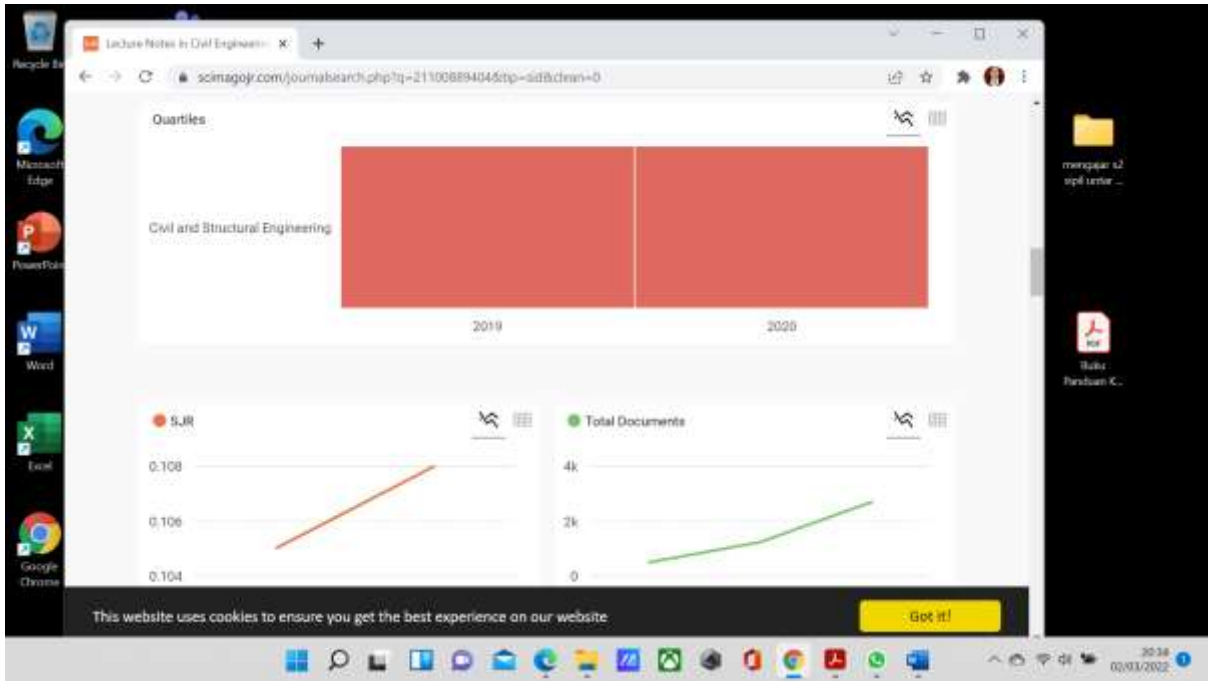 Lecture Notes in Civil Engineerin
scimagojr.com/journalsearch.php?q=21100889404&tip=sid&clean=0
Recycle Bi
Microsoft
Edge
PowerPoin
Word
Excel
Google
Chrome
Quartiles
Civil and Structural Engineering
2019
2020
SJR
0.108
0.106
0.104
Total Documents
4k
2k
0
This website uses cookies to ensure you get the best experience on our website
Got it!
mengajar s2
sipil untar ...
PDF
Buku
Panduan K...
20:34
02/03/2022